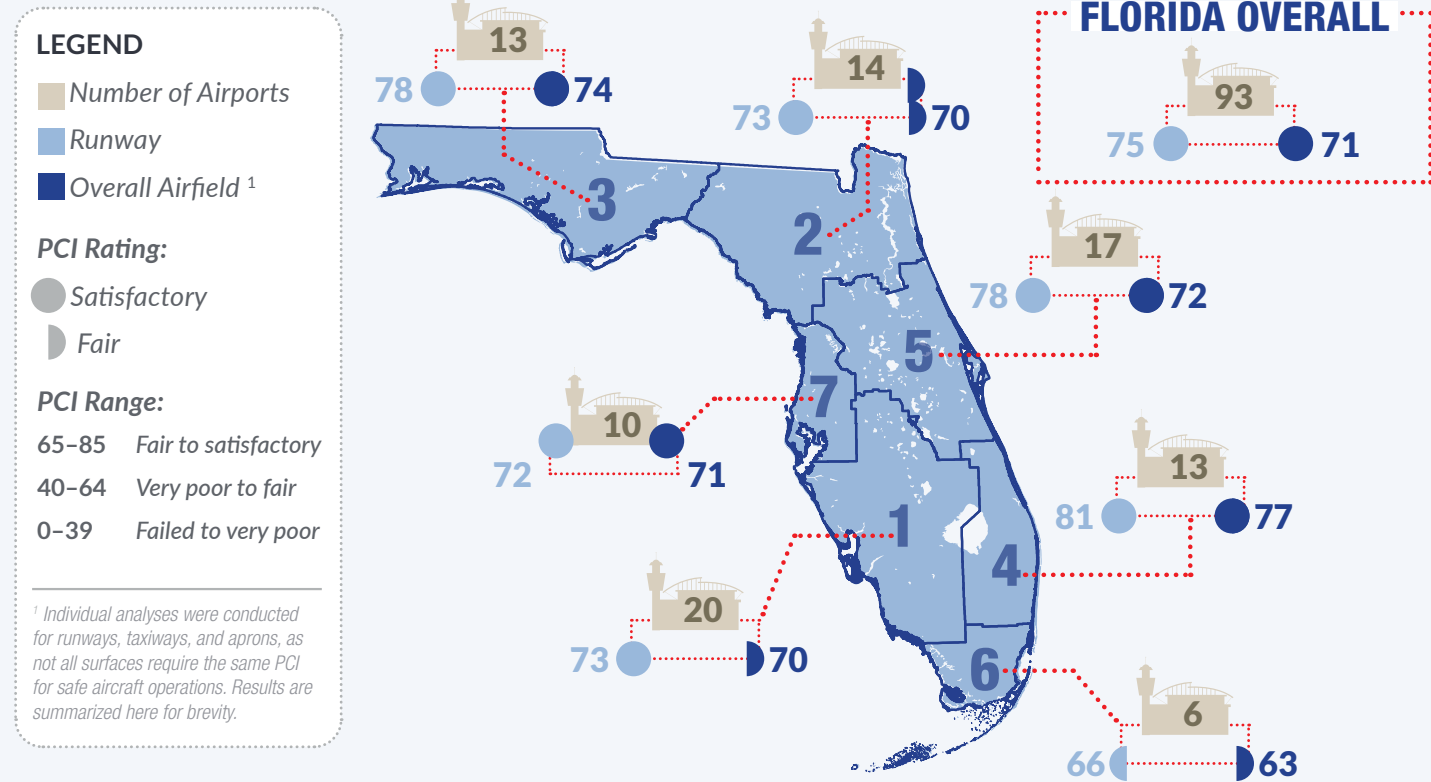 LEGEND
Number of Airports
Runway
Overall Airfield 1
PCI Rating:
Satisfactory
Fair
PCI Range:
65–85 Fair to satisfactory
40–64 Very poor to fair
0–39 Failed to very poor
1 Individual analyses were conducted
for runways, taxiways, and aprons, as
not all surfaces require the same PCI
for safe aircraft operations. Results are
summarized here for brevity.
13
78 74
3
14
73 70
2
FLORIDA OVERALL
93
75 71
17
78 72
5
10
72 71
7
13
81 77
4
20
73 70
1
6
6
66 63